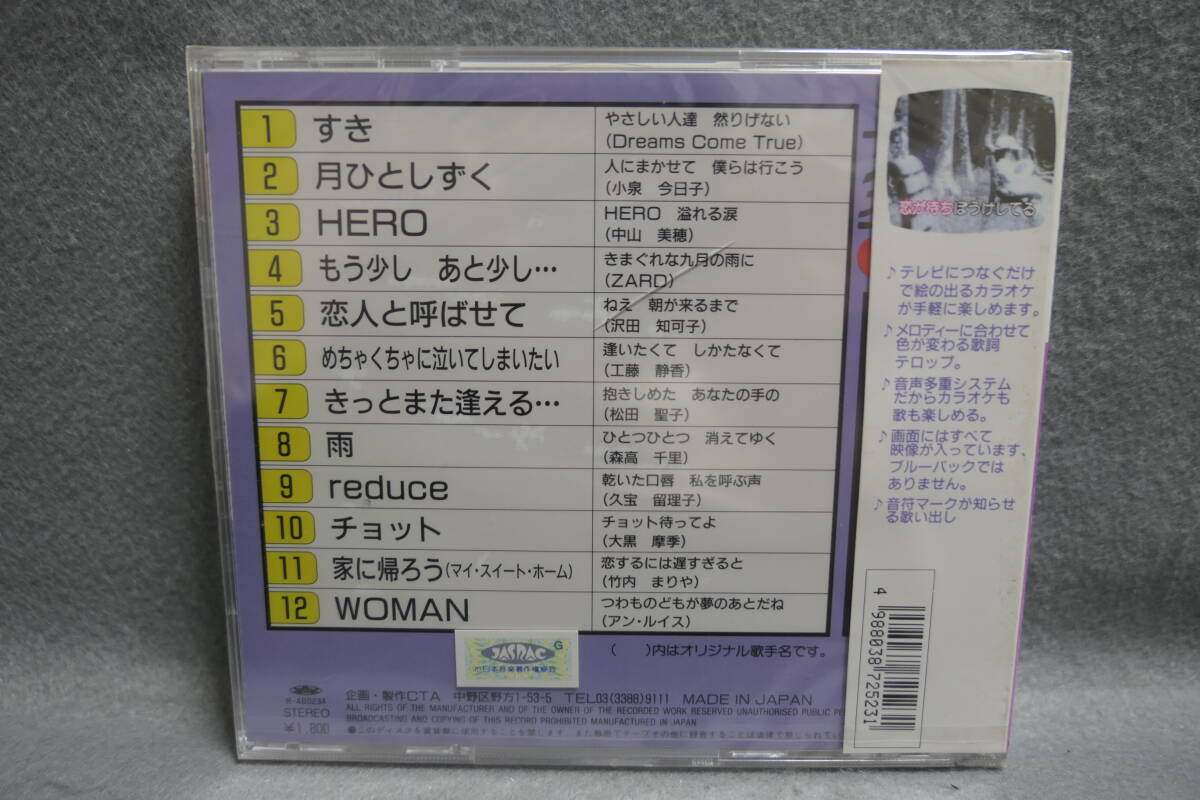 1 すき やさしい人達 然りげない
(Dreams Come True)
2 月ひとしずく 人にまかせて 僕らは行こう
(小泉 今日子)
3 HERO HERO 溢れる涙
(中山 美穂)
4 もう少し あと少し… きまぐれな九月の雨に
(ZARD)
5 恋人と呼ばせて ねえ 朝が来るまで
(沢田 知可子)
6 めちゃくちゃに泣いてしまいたい 逢いたくて しかたなくて
(工藤 静香)
7 きっとまた逢える… 抱きしめた あなたの手の
(松田 聖子)
8 雨 ひとつひとつ 消えてゆく
(森高 千里)
9 reduce 乾いた口唇 私を呼ぶ声
(久宝 留理子)
10 チョット チョット待ってよ
(大黒 摩季)
11 家に帰ろう(マイ・スイート・ホーム) 恋するには遅すぎると
(竹内 まりや)
12 WOMAN つわものどもが夢のあとだね
(アン・ルイス)
JASRAC G
( )内はオリジナル歌手名です。
企画・製作CTA 中野区野方1-53-5 TEL.03(3388)9111 MADE IN JAPAN
STEREO
¥1,800
ALL RIGHTS OF THE MANUFACTURER AND OF THE OWNER OF THE RECORDED WORK RESERVED UNAUTHORISED PUBLIC
BROADCASTING AND COPYING OF THIS RECORD PROHIBITED MANUFACTURED IN JAPAN
恋が待ちぼうけしてる
♪テレビにつなぐだけ
で絵の出るカラオケ
が手軽に楽しめます。
♪メロディーに合わせて
色が変わる歌詞
テロップ。
♪音声多重システム
だからカラオケも
歌も楽しめる。
♪画面にはすべて
映像が入っています、
ブルーバックでは
ありません。
♪音符マークが知らせ
る歌い出し
4 988038 725231